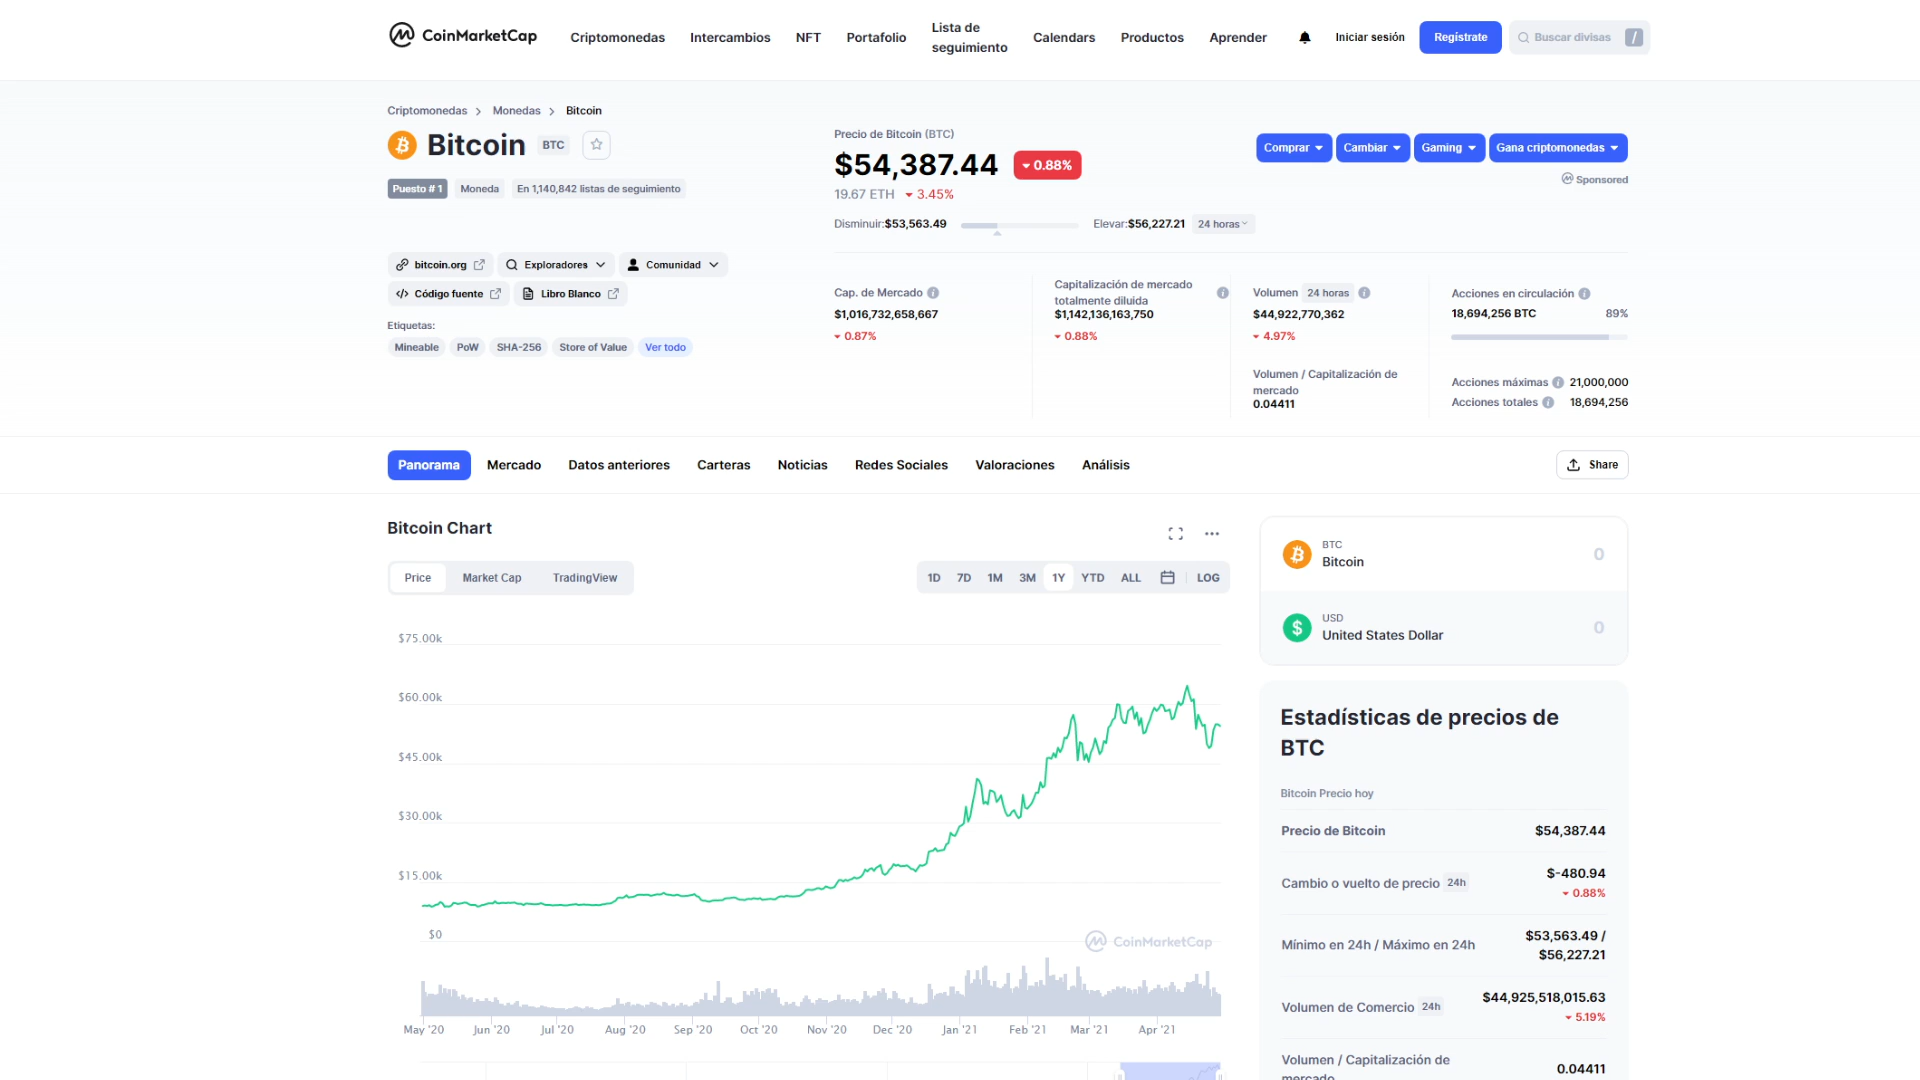 CoinMarketCap
Criptomonedas
Intercambios
NFT
Portafolio
Lista de
seguimiento
Calendars
Productos
Aprender
Iniciar sesión
Regístrate
Buscar divisas
/
Criptomonedas
Monedas
Bitcoin
Bitcoin
BTC
Puesto # 1
Moneda
En 1,140,842 listas de seguimiento
bitcoin.org
Exploradores
Comunidad
Código fuente
Libro Blanco
Etiquetas:
Mineable
PoW
SHA-256
Store of Value
Ver todo
Precio de Bitcoin (BTC)
$54,387.44
0.88%
19.67 ETH
3.45%
Disminuir:$53,563.49
Elevar:$56,227.21
24 horas
Comprar
Cambiar
Gaming
Gana criptomonedas
Sponsored
Cap. de Mercado
$1,016,732,658,667
0.87%
Capitalización de mercado
totalmente diluida
$1,142,136,163,750
0.88%
Volumen 24 horas
$44,922,770,362
4.97%
Volumen / Capitalización de
mercado
0.04411
Acciones en circulación
18,694,256 BTC
89%
Acciones máximas
21,000,000
Acciones totales
18,694,256
Panorama
Mercado
Datos anteriores
Carteras
Noticias
Redes Sociales
Valoraciones
Análisis
Share
Bitcoin Chart
Price
Market Cap
TradingView
1D
7D
1M
3M
1Y
YTD
ALL
LOG
$75.00k
$60.00k
$45.00k
$30.00k
$15.00k
$0
CoinMarketCap
May '20
Jun '20
Jul '20
Aug '20
Sep '20
Oct '20
Nov '20
Dec '20
Jan '21
Feb '21
Mar '21
Apr '21
BTC
Bitcoin
0
USD
United States Dollar
0
Estadísticas de precios de
BTC
Bitcoin Precio hoy
Precio de Bitcoin
$54,387.44
Cambio o vuelto de precio 24h
$-480.94
0.88%
Mínimo en 24h / Máximo en 24h
$53,563.49 /
$56,227.21
Volumen de Comercio 24h
$44,925,518,015.63
5.19%
Volumen / Capitalización de
mercado
0.04411